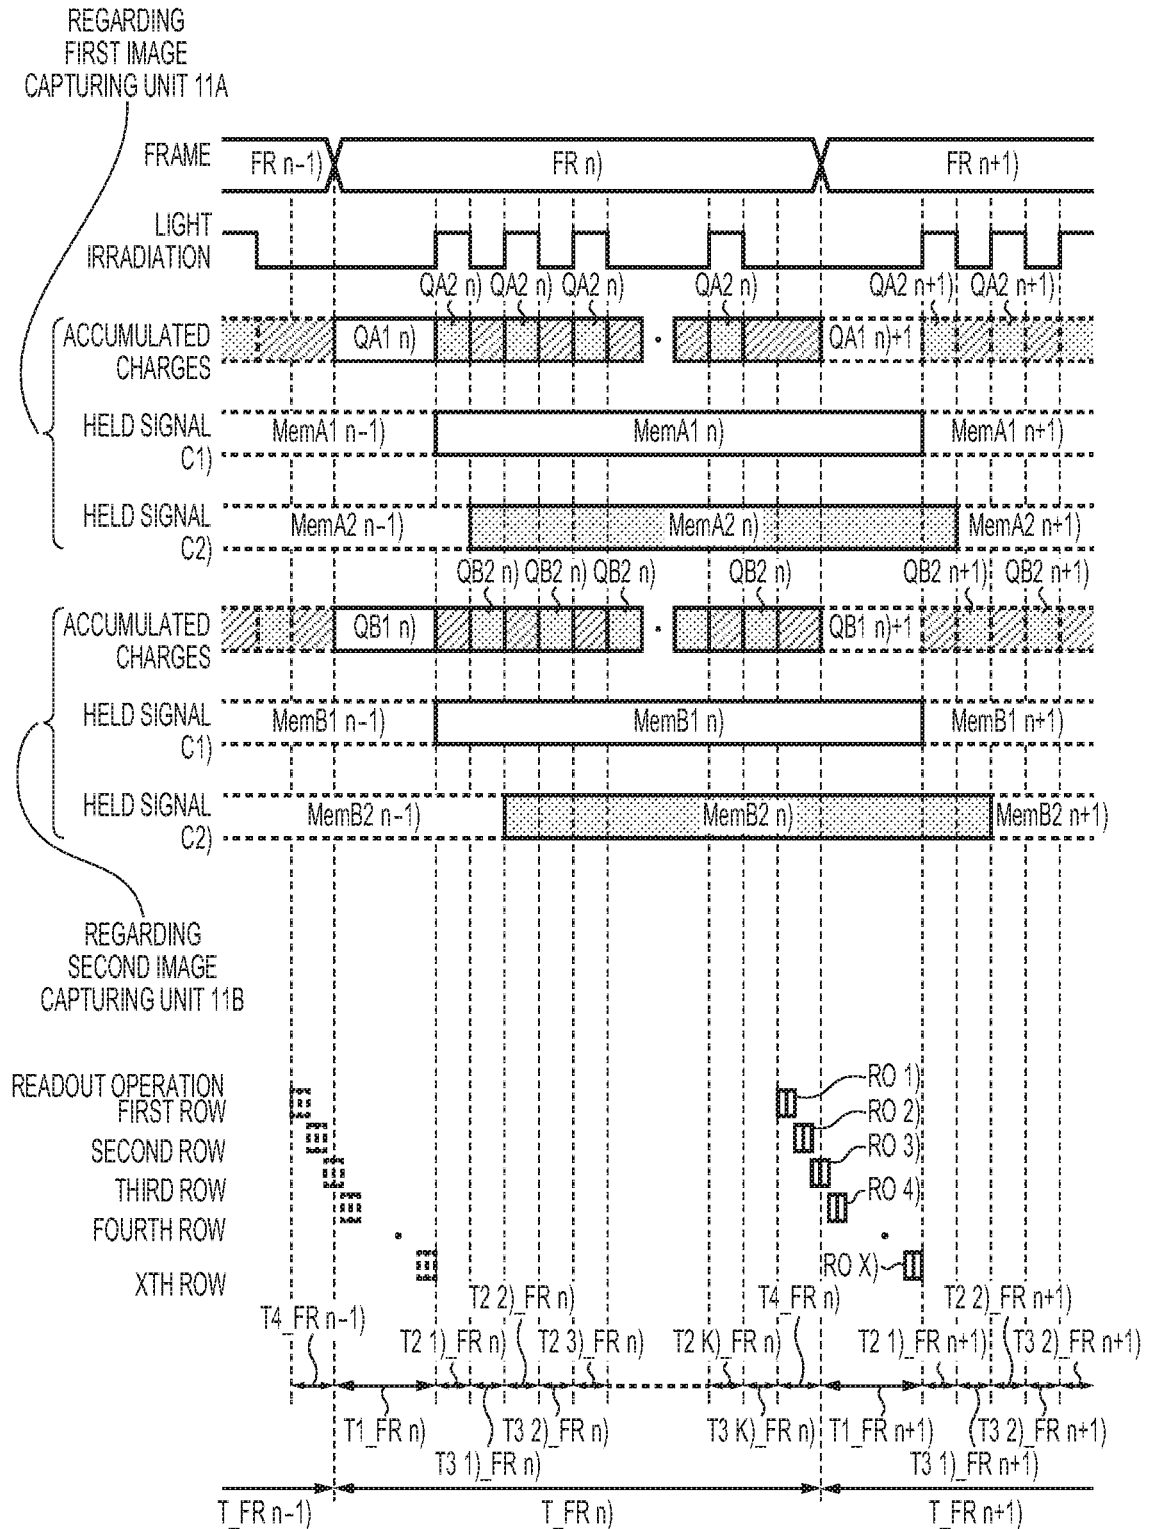 REGARDING
FIRST IMAGE
CAPTURING UNIT 11A
FRAME
FR n-1)
FR n)
FR n+1)
LIGHT
IRRADIATION
QA2 n) QA2 n) QA2 n) QA2 n) QA2 n+1) QA2 n+1)
ACCUMULATED
CHARGES
QA1 n)
QA1 n)+1
HELD SIGNAL
C1)
MemA1 n-1)
MemA1 n)
MemA1 n+1)
HELD SIGNAL
C2)
MemA2 n-1)
MemA2 n)
MemA2 n+1)
QB2 n) QB2 n) QB2 n) QB2 n) QB2 n+1) QB2 n+1)
ACCUMULATED
CHARGES
QB1 n)
QB1 n)+1
HELD SIGNAL
C1)
MemB1 n-1)
MemB1 n)
MemB1 n+1)
HELD SIGNAL
C2)
MemB2 n-1)
MemB2 n)
MemB2 n+1)
REGARDING
SECOND IMAGE
CAPTURING UNIT 11B
READOUT OPERATION
FIRST ROW
RO 1)
SECOND ROW
RO 2)
THIRD ROW
RO 3)
FOURTH ROW
RO 4)
XTH ROW
RO X)
T4_FR n-1)
T2 2)_FR n)
T4_FR n)
T2 2)_FR n+1)
T2 1)_FR n)
T2 3)_FR n)
T2 K)_FR n)
T2 1)_FR n+1)
T3 2)_FR n+1)
T1_FR n)
T3 2)_FR n)
T3 K)_FR n)
T1_FR n+1)
T3 2)_FR n+1)
T3 1)_FR n)
T3 1)_FR n+1)
T_FR n-1)
T_FR n)
T_FR n+1)